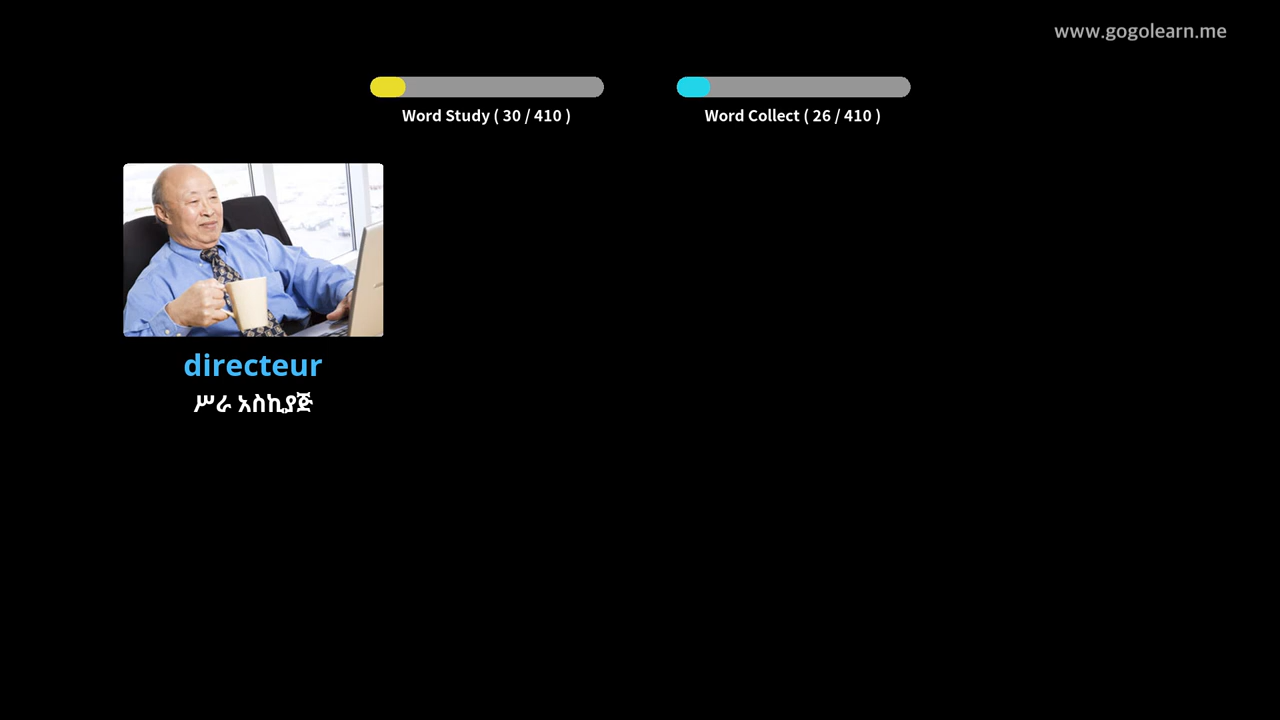 www.gogolearn.me
Word Study ( 30 / 410 )
Word Collect ( 26 / 410 )
directeur
ሥራ አስኪያጅ